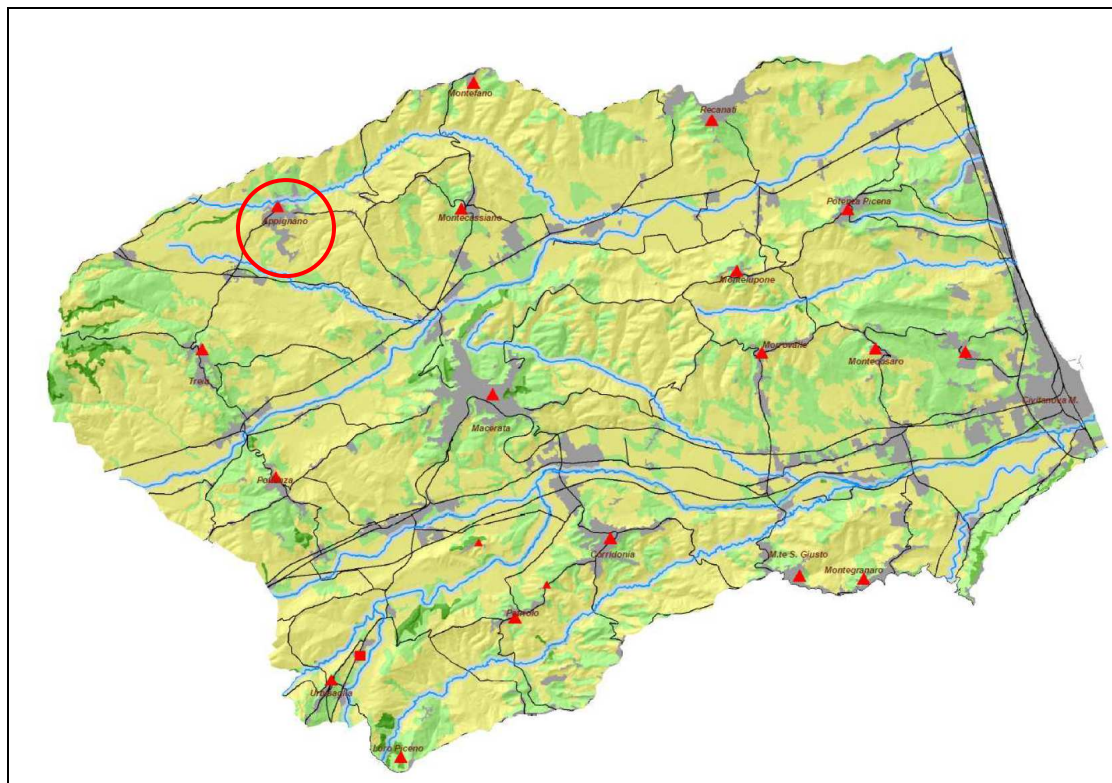 Montefano
Recanati
Appignano
Montecassiano
Potenza Picena
Montelupone
Morrovalle
Montecosaro
Treia
Civitanova M.
Macerata
Pollenza
Corridonia
M.te S. Giusto
Montegranaro
Petriolo
Urbisaglia
Loro Piceno